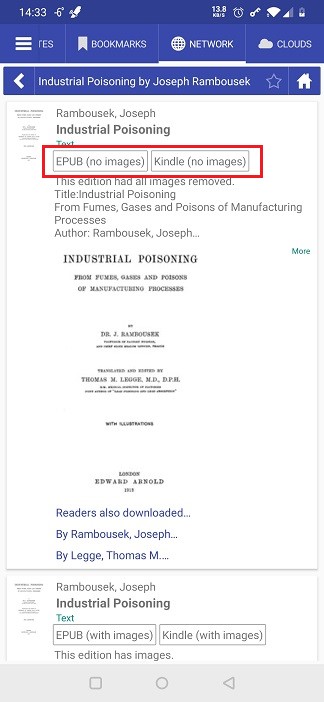 14:33 -6°
13.8
KB/S
TES
BOOKMARKS
NETWORK
CLOUDS
Industrial Poisoning by Joseph Rambousek
Rambousek, Joseph
Industrial Poisoning
Text
EPUB (no images) Kindle (no images)
This edition had all images removed.
Title:Industrial Poisoning
From Fumes, Gases and Poisons of Manufacturing
Processes
Author: Rambousek, Joseph…
More
INDUSTRIAL POISONING
FROM FUMES, GASES AND POISONS
OF MANUFACTURING PROCESSES
BY
DR. J. RAMBOUSEK
TRANSLATED AND EDITED BY
THOMAS M. LEGGE, M.D., D.P.H.
WITH ILLUSTRATIONS
LONDON
EDWARD ARNOLD
1913
Readers also downloaded…
By Rambousek, Joseph…
By Legge, Thomas M.…
Rambousek, Joseph
Industrial Poisoning
Text
EPUB (with images) Kindle (with images)
This edition has images.